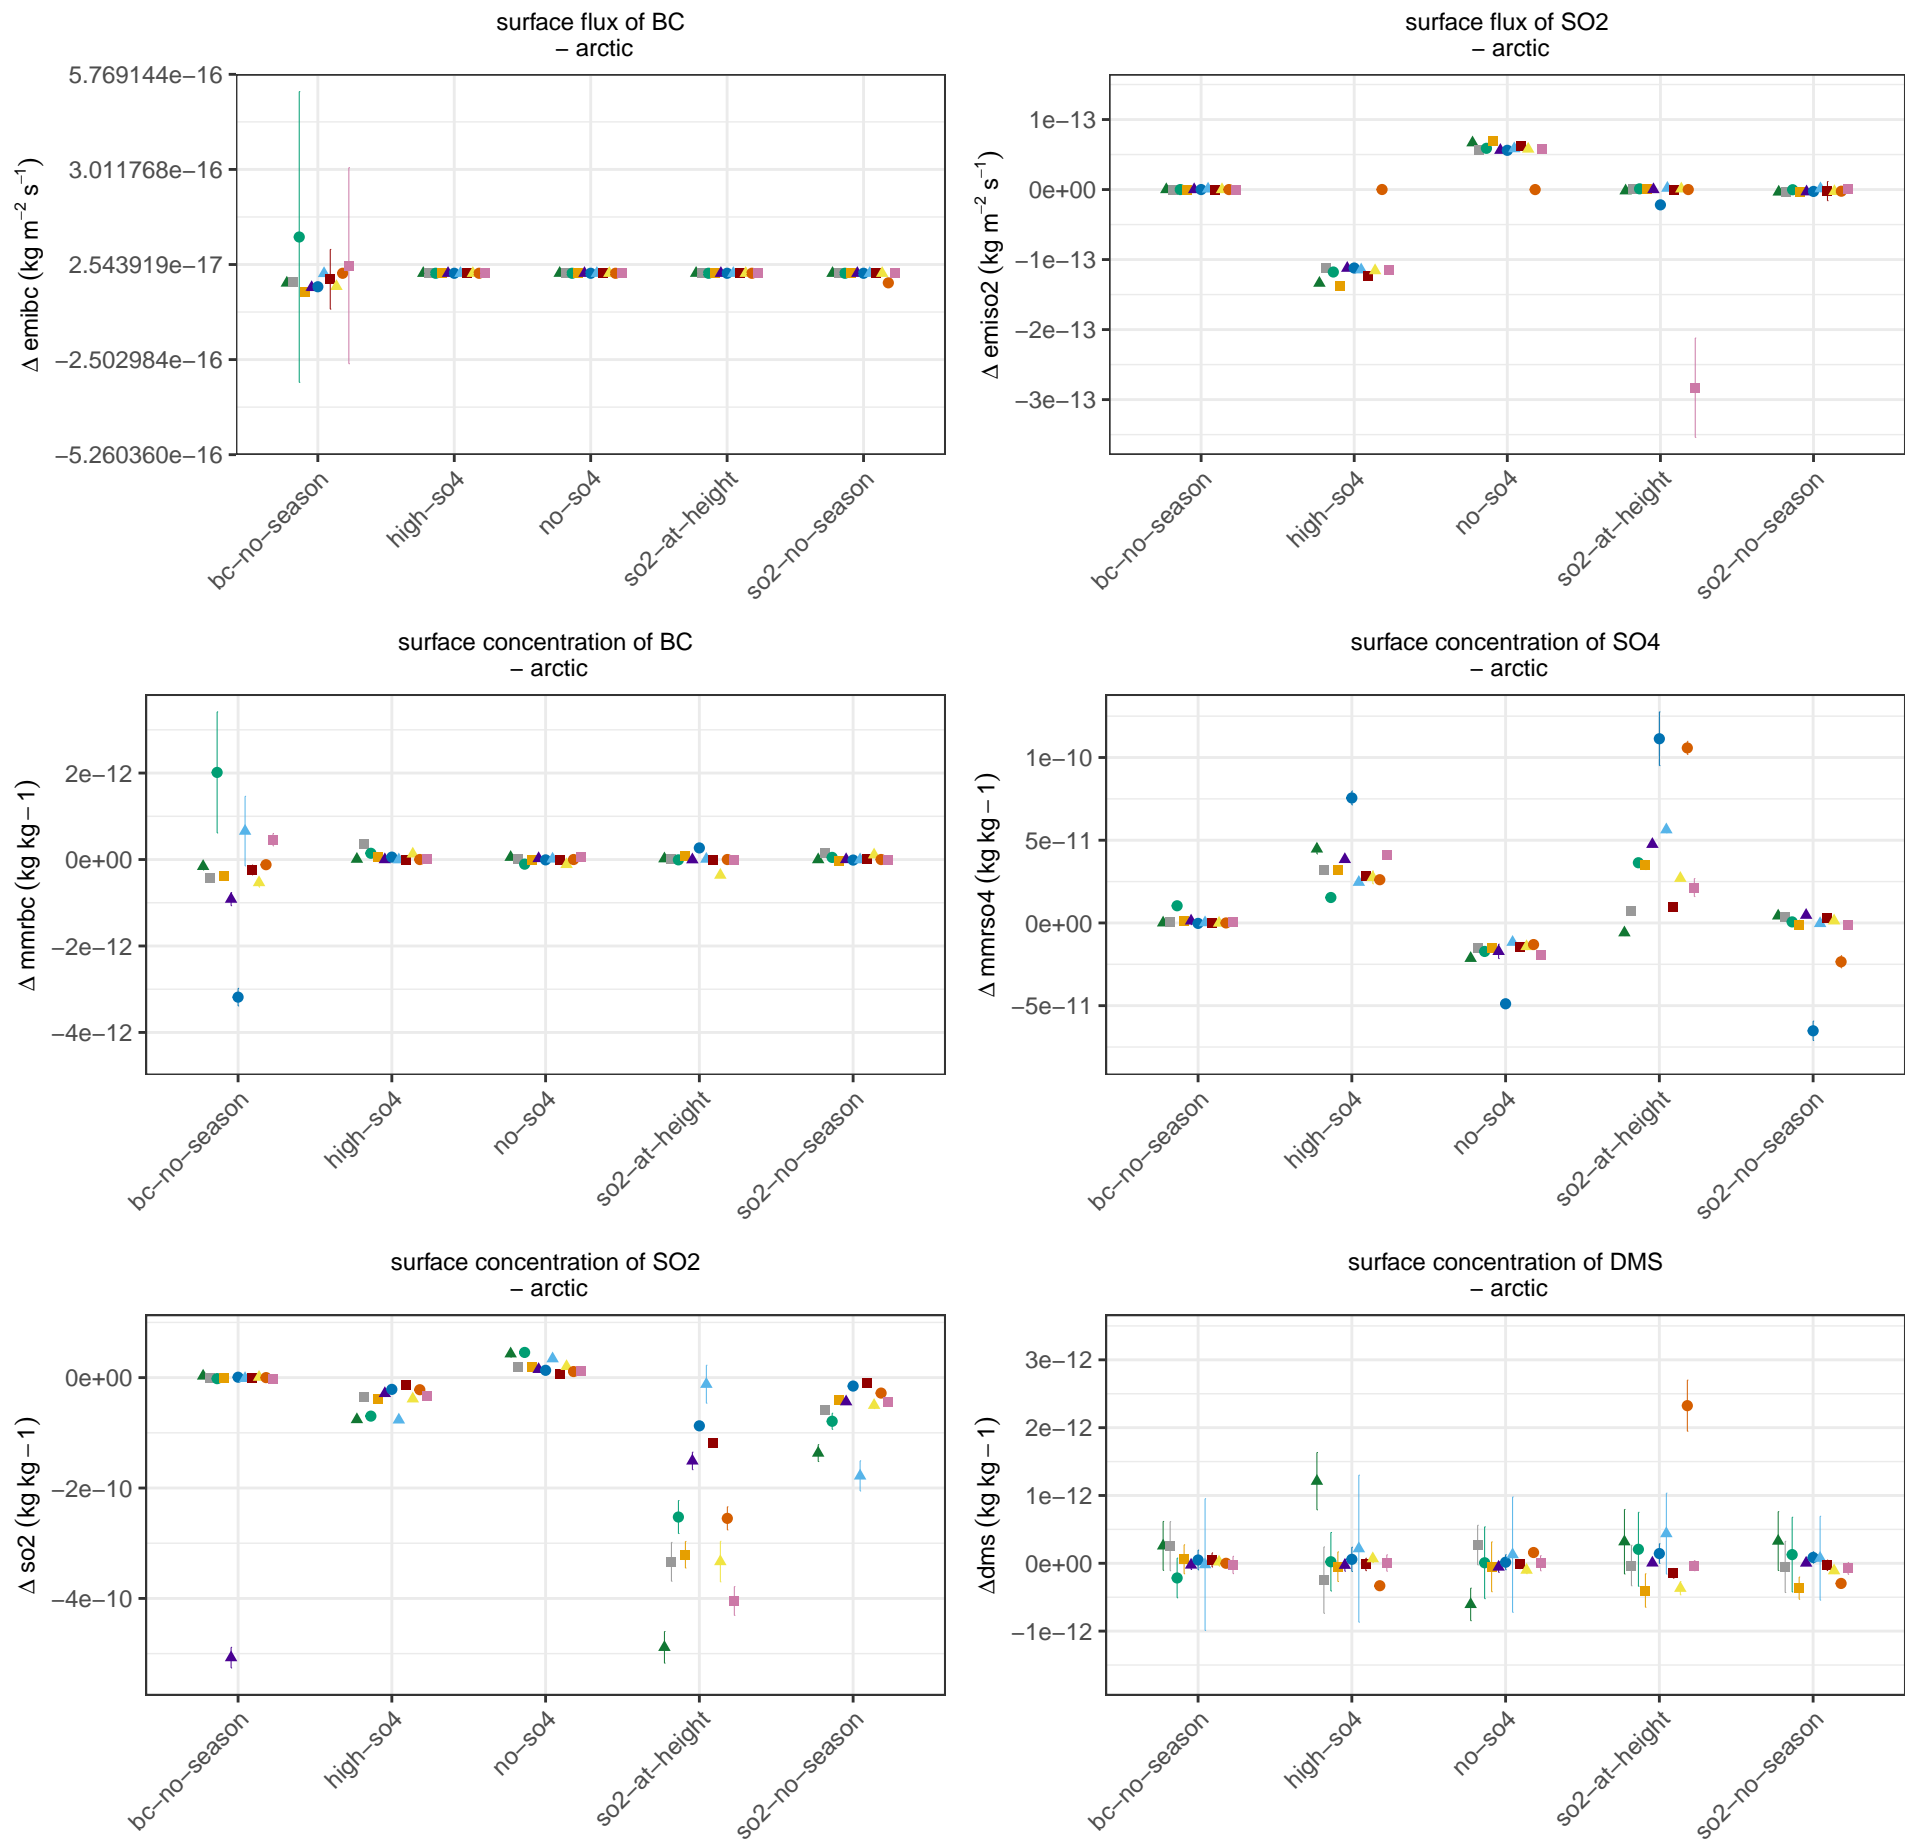 surface flux of BC
− arctic
Δ emibc (kg m−2 s−1)
5.769144e−16
3.011768e−16
2.543919e−17
−2.502984e−16
−5.260360e−16
bc−no−season
high−so4
no−so4
so2−at−height
so2−no−season
surface flux of SO2
− arctic
Δ emiso2 (kg m−2 s−1)
1e−13
0e+00
−1e−13
−2e−13
−3e−13
bc−no−season
high−so4
no−so4
so2−at−height
so2−no−season
surface concentration of BC
− arctic
Δ mmrbc (kg kg−1)
2e−12
0e+00
−2e−12
−4e−12
bc−no−season
high−so4
no−so4
so2−at−height
so2−no−season
surface concentration of SO4
− arctic
Δ mmrso4 (kg kg−1)
1e−10
5e−11
0e+00
−5e−11
bc−no−season
high−so4
no−so4
so2−at−height
so2−no−season
surface concentration of SO2
− arctic
Δ so2 (kg kg−1)
0e+00
−2e−10
−4e−10
bc−no−season
high−so4
no−so4
so2−at−height
so2−no−season
surface concentration of DMS
− arctic
Δdms (kg kg−1)
3e−12
2e−12
1e−12
0e+00
−1e−12
bc−no−season
high−so4
no−so4
so2−at−height
so2−no−season